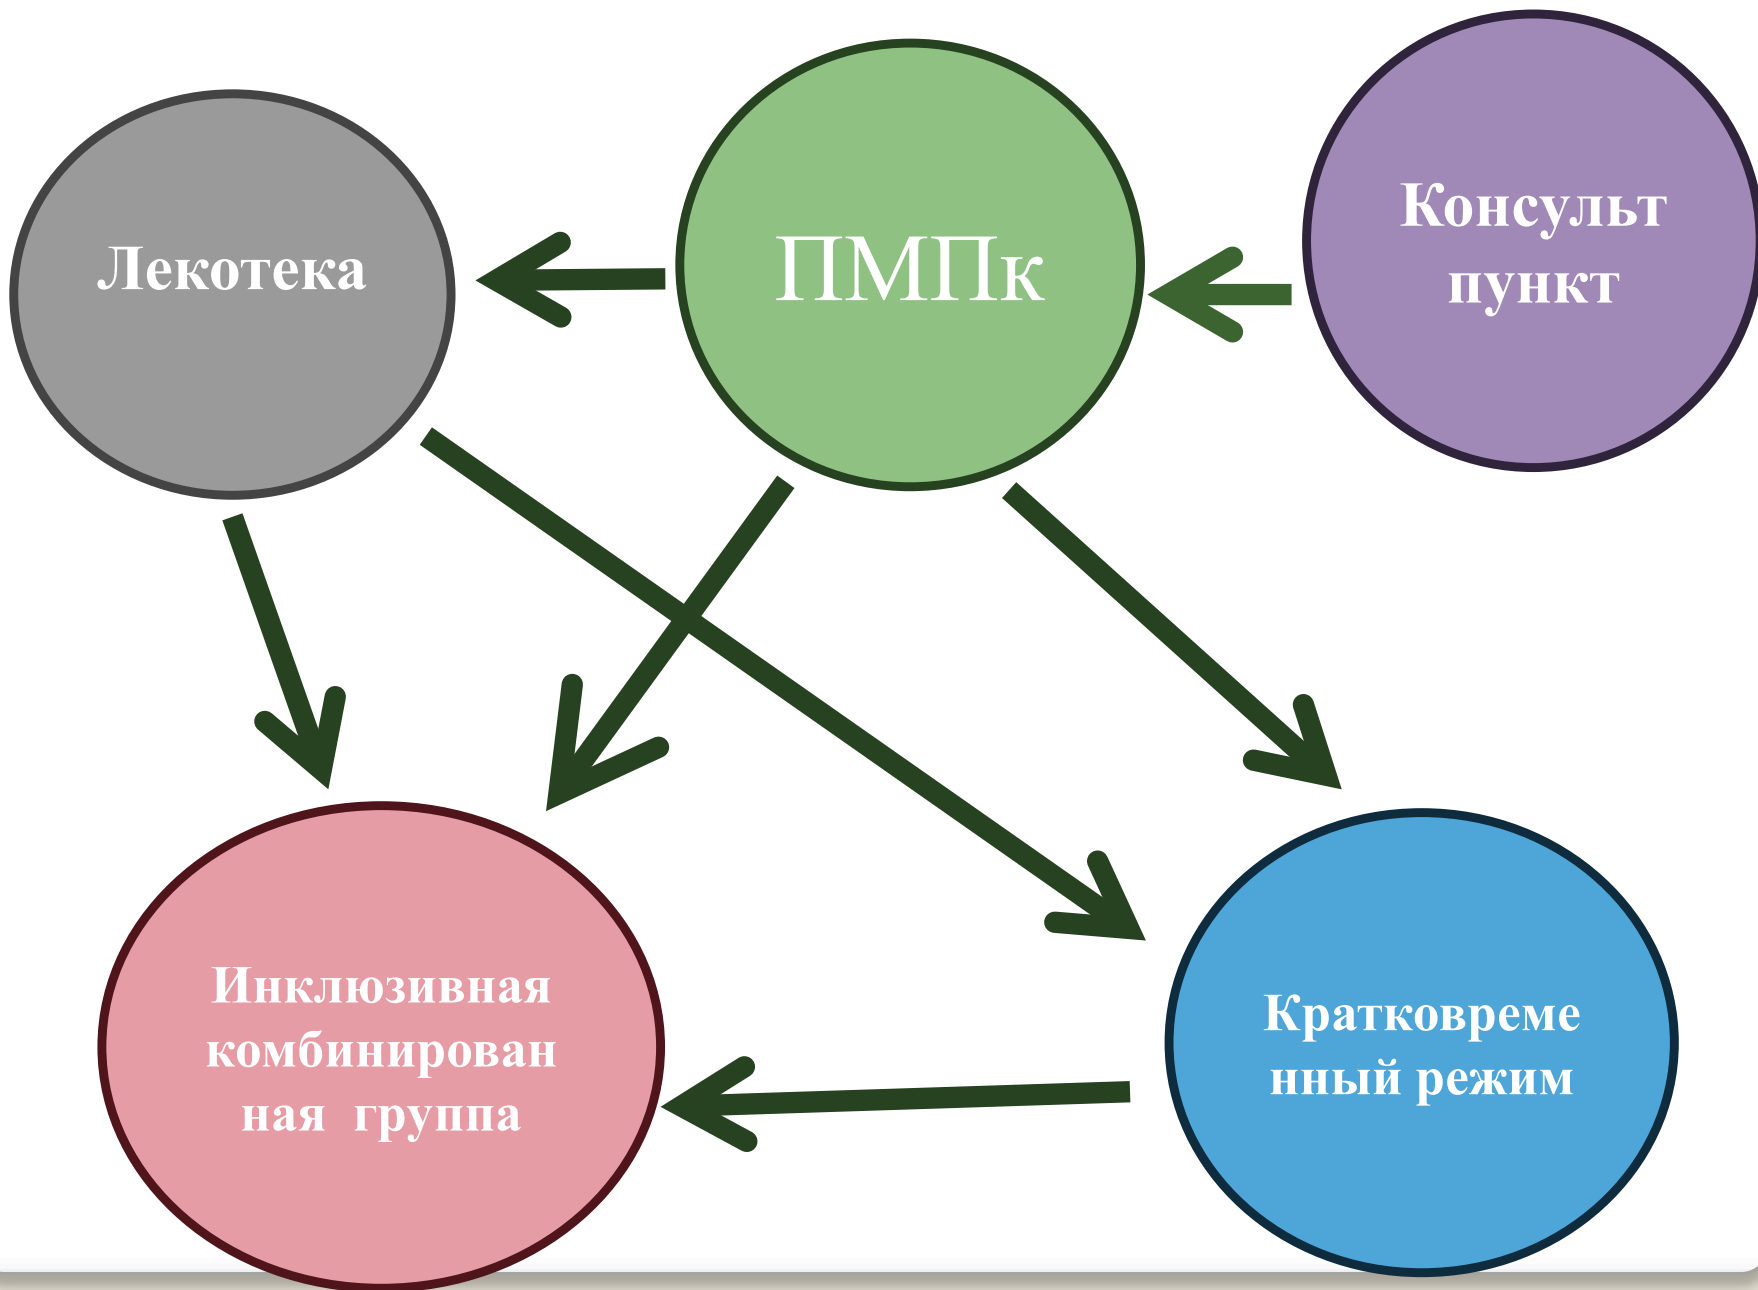 Лекотека
ПМПк
Консульт
пункт
Инклюзивная
комбинирован
ная  группа
Кратковреме
нный режим